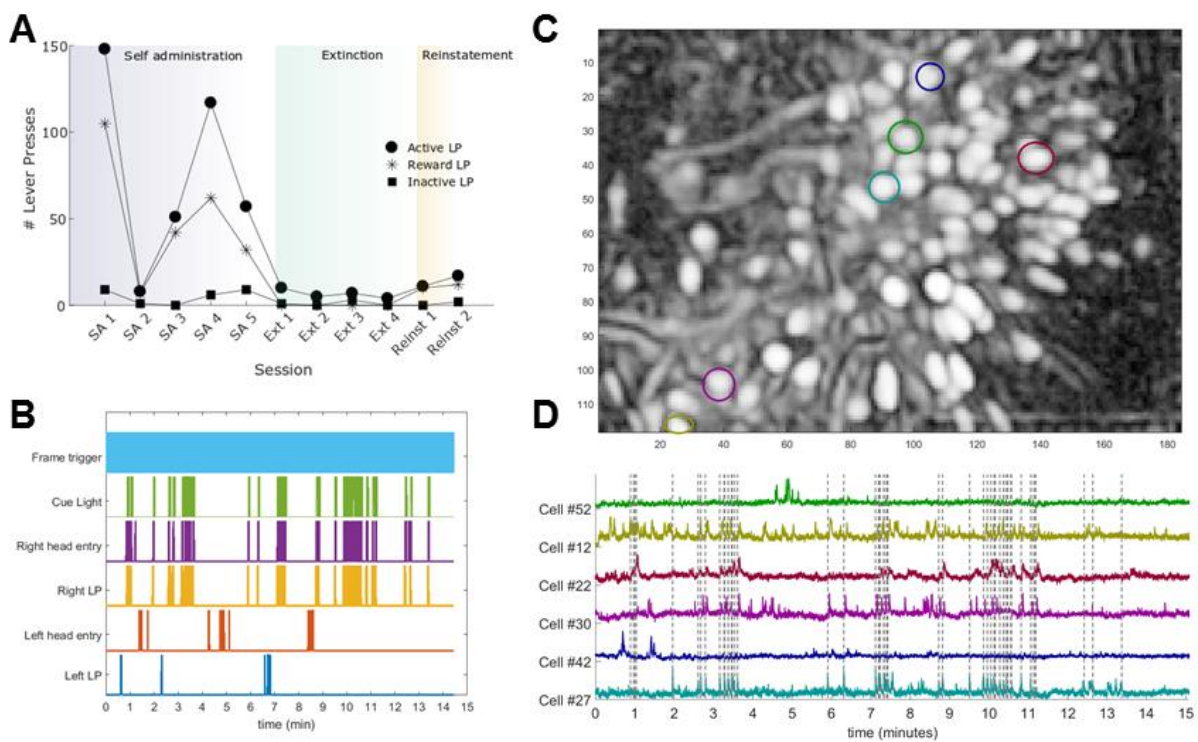 A
150
100
50
0
# Lever Presses
Self administration
Extinction
Reinstatement
Active LP
Reward LP
Inactive LP
SA 1
SA 2
SA 3
SA 4
SA 5
Ext 1
Ext 2
Ext 3
Ext 4
Reinst 1
Reinst 2
Session
B
Frame trigger
Cue Light
Right head entry
Right LP
Left head entry
Left LP
0 1 2 3 4 5 6 7 8 9 10 11 12 13 14
time (min)
C
10
20
30
40
50
60
70
80
90
100
110
20 40 60 80 100 120 140 160 180
D
Cell #52
Cell #12
Cell #22
Cell #30
Cell #42
Cell #27
0 1 2 3 4 5 6 7 8 9 10 11 12 13 14 15
time (minutes)